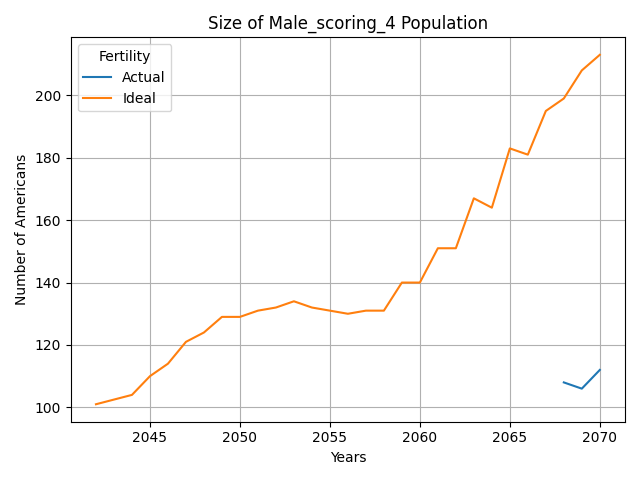 Size of Male_scoring_4 Population
Fertility
Actual
Ideal
Number of Americans
200
180
160
140
120
100
2045 2050 2055 2060 2065 2070
Years